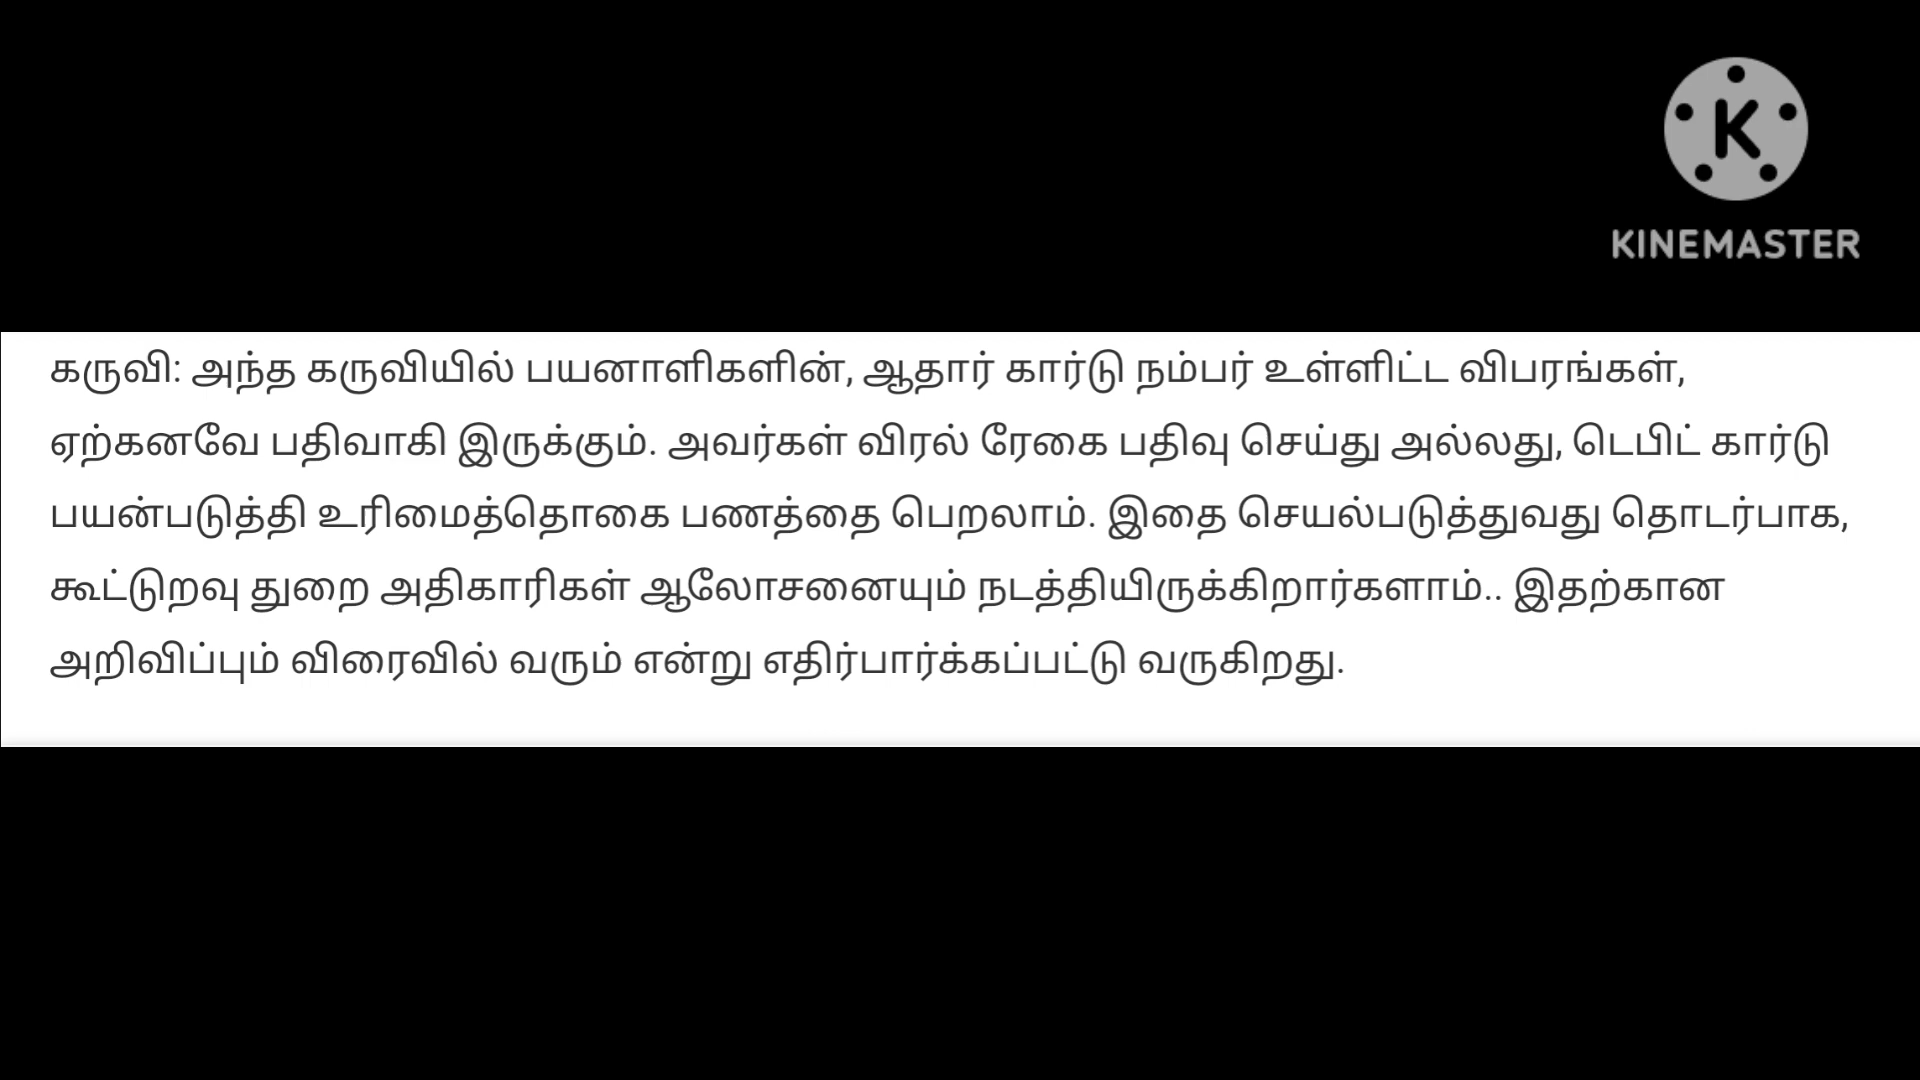 KINEMASTER
கருவி: அந்த கருவியில் பயனாளிகளின், ஆதார் கார்டு நம்பர் உள்ளிட்ட விபரங்கள்,
ஏற்கனவே பதிவாகி இருக்கும். அவர்கள் விரல் ரேகை பதிவு செய்து அல்லது, டெபிட் கார்டு
பயன்படுத்தி உரிமைத்தொகை பணத்தை பெறலாம். இதை செயல்படுத்துவது தொடர்பாக,
கூட்டுறவு துறை அதிகாரிகள் ஆலோசனையும் நடத்தியிருக்கிறார்களாம்.. இதற்கான
அறிவிப்பும் விரைவில் வரும் என்று எதிர்பார்க்கப்பட்டு வருகிறது.